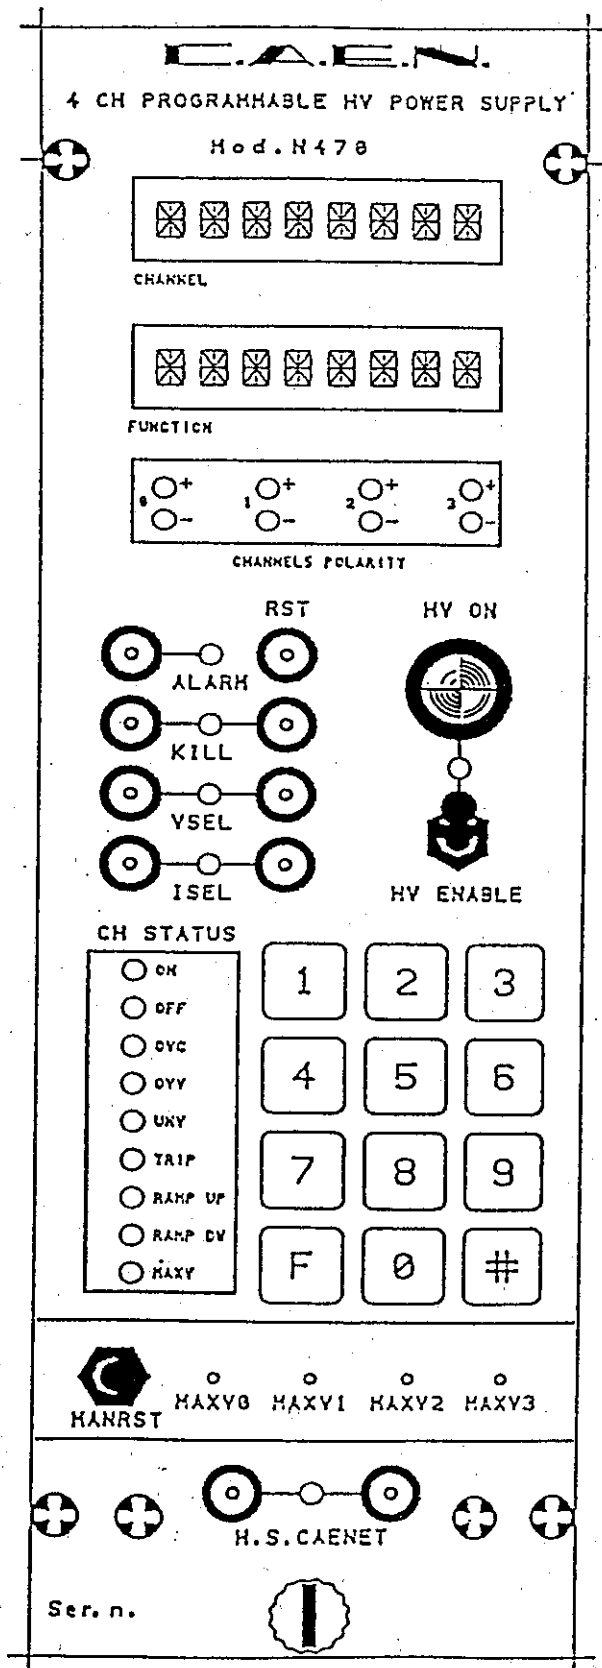 C.A.E.N.
4 CH PROGRAMMABLE HV POWER SUPPLY
Mod. N470
CHANNEL
FUNCTION
0 + 1 + 2 + 3 +
- - - -
CHANNELS POLARITY
RST HV ON
ALARM
KILL
VSEL
ISEL
HV ENABLE
CH STATUS
ON
OFF
OVC
OVV
UNV
TRIP
RAMP UP
RAMP DW
MAXV
1 2 3
4 5 6
7 8 9
F 0 #
MANRST MAXV0 MAXV1 MAXV2 MAXV3
H.S.CAENET
Ser. n.